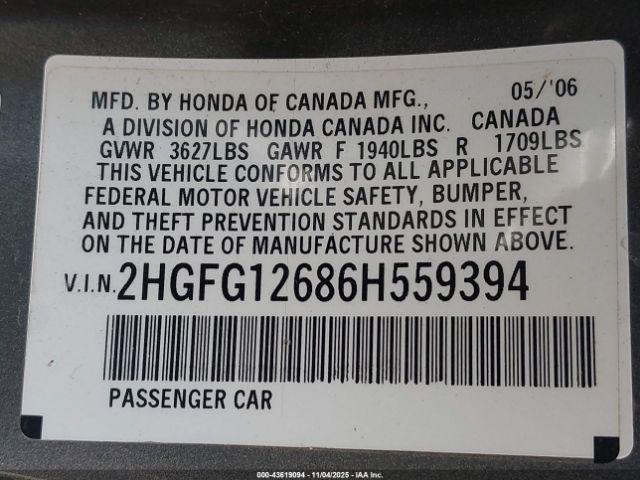 MFD. BY HONDA OF CANADA MFG., 05/'06
A DIVISION OF HONDA CANADA INC. CANADA
GVWR 3627LBS GAWR F 1940LBS R 1709LBS
THIS VEHICLE CONFORMS TO ALL APPLICABLE
FEDERAL MOTOR VEHICLE SAFETY, BUMPER,
AND THEFT PREVENTION STANDARDS IN EFFECT
ON THE DATE OF MANUFACTURE SHOWN ABOVE.
V.I.N. 2HGFG12686H559394
PASSENGER CAR
000-43619094 - 11/04/2025 - IAA Inc.